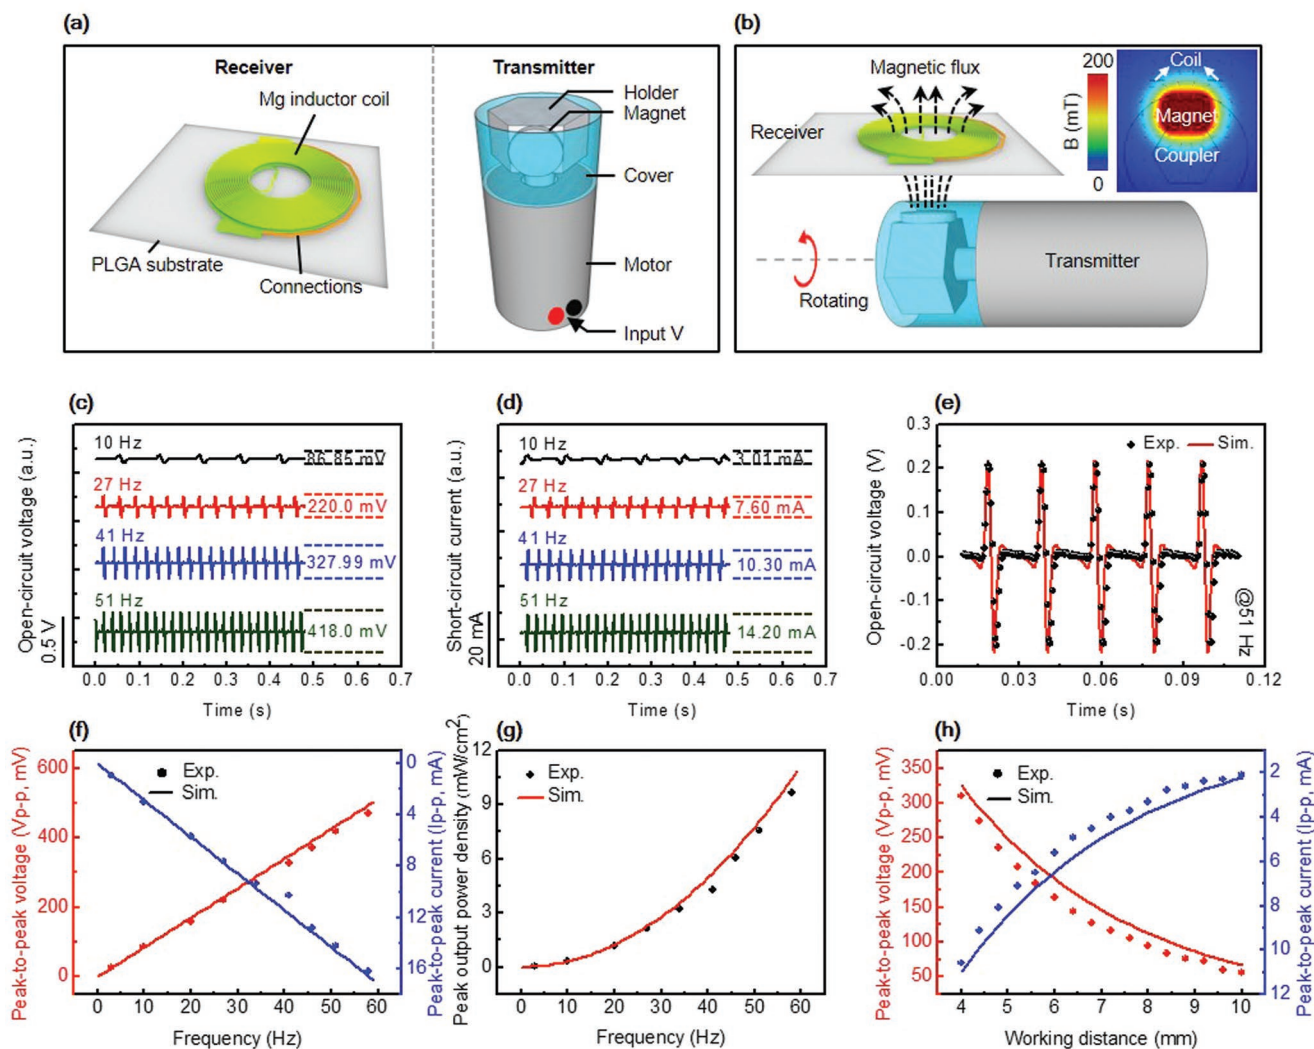 (a)
Receiver
Mg inductor coil
PLGA substrate
Connections
Transmitter
Holder
Magnet
Cover
Motor
Input V
(b)
Magnetic flux
Receiver
Rotating
Transmitter
200
B (mT)
0
Coil
Magnet
Coupler
(c)
Open-circuit voltage (a.u.)
0.5 V
10 Hz
86.85 mV
27 Hz
220.0 mV
41 Hz
327.99 mV
51 Hz
418.0 mV
0.0 0.1 0.2 0.3 0.4 0.5 0.6 0.7
Time (s)
(d)
Short-circuit current (a.u.)
20 mA
10 Hz
3.01 mA
27 Hz
7.60 mA
41 Hz
10.30 mA
51 Hz
14.20 mA
0.0 0.1 0.2 0.3 0.4 0.5 0.6 0.7
Time (s)
(e)
Open-circuit voltage (V)
0.3
0.2
0.1
0.0
-0.1
-0.2
Exp. Sim.
@51 Hz
0.00 0.03 0.06 0.09 0.12
Time (s)
(f)
Peak-to-peak voltage (Vp-p, mV)
600
400
200
0
Exp.
Sim.
0
4
8
12
16
Peak-to-peak current (Ip-p, mA)
0 10 20 30 40 50 60
Frequency (Hz)
(g)
Peak output power density (mW/cm²)
12
9
6
3
0
Exp.
Sim.
0 10 20 30 40 50 60
Frequency (Hz)
(h)
Peak-to-peak voltage (Vp-p, mV)
350
300
250
200
150
100
50
Exp.
Sim.
2
4
6
8
10
12
Peak-to-peak current (Ip-p, mA)
4 5 6 7 8 9 10
Working distance (mm)